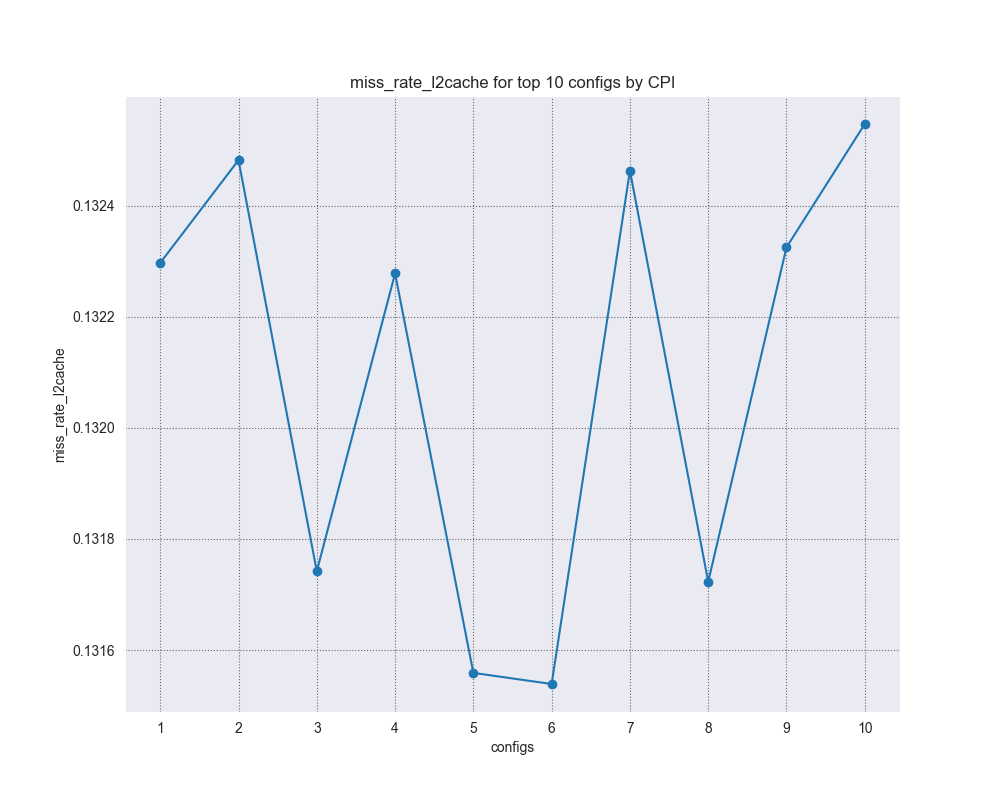 miss_rate_l2cache for top 10 configs by CPI
miss_rate_l2cache
0.1324
0.1322
0.1320
0.1318
0.1316
1 2 3 4 5 6 7 8 9 10
configs